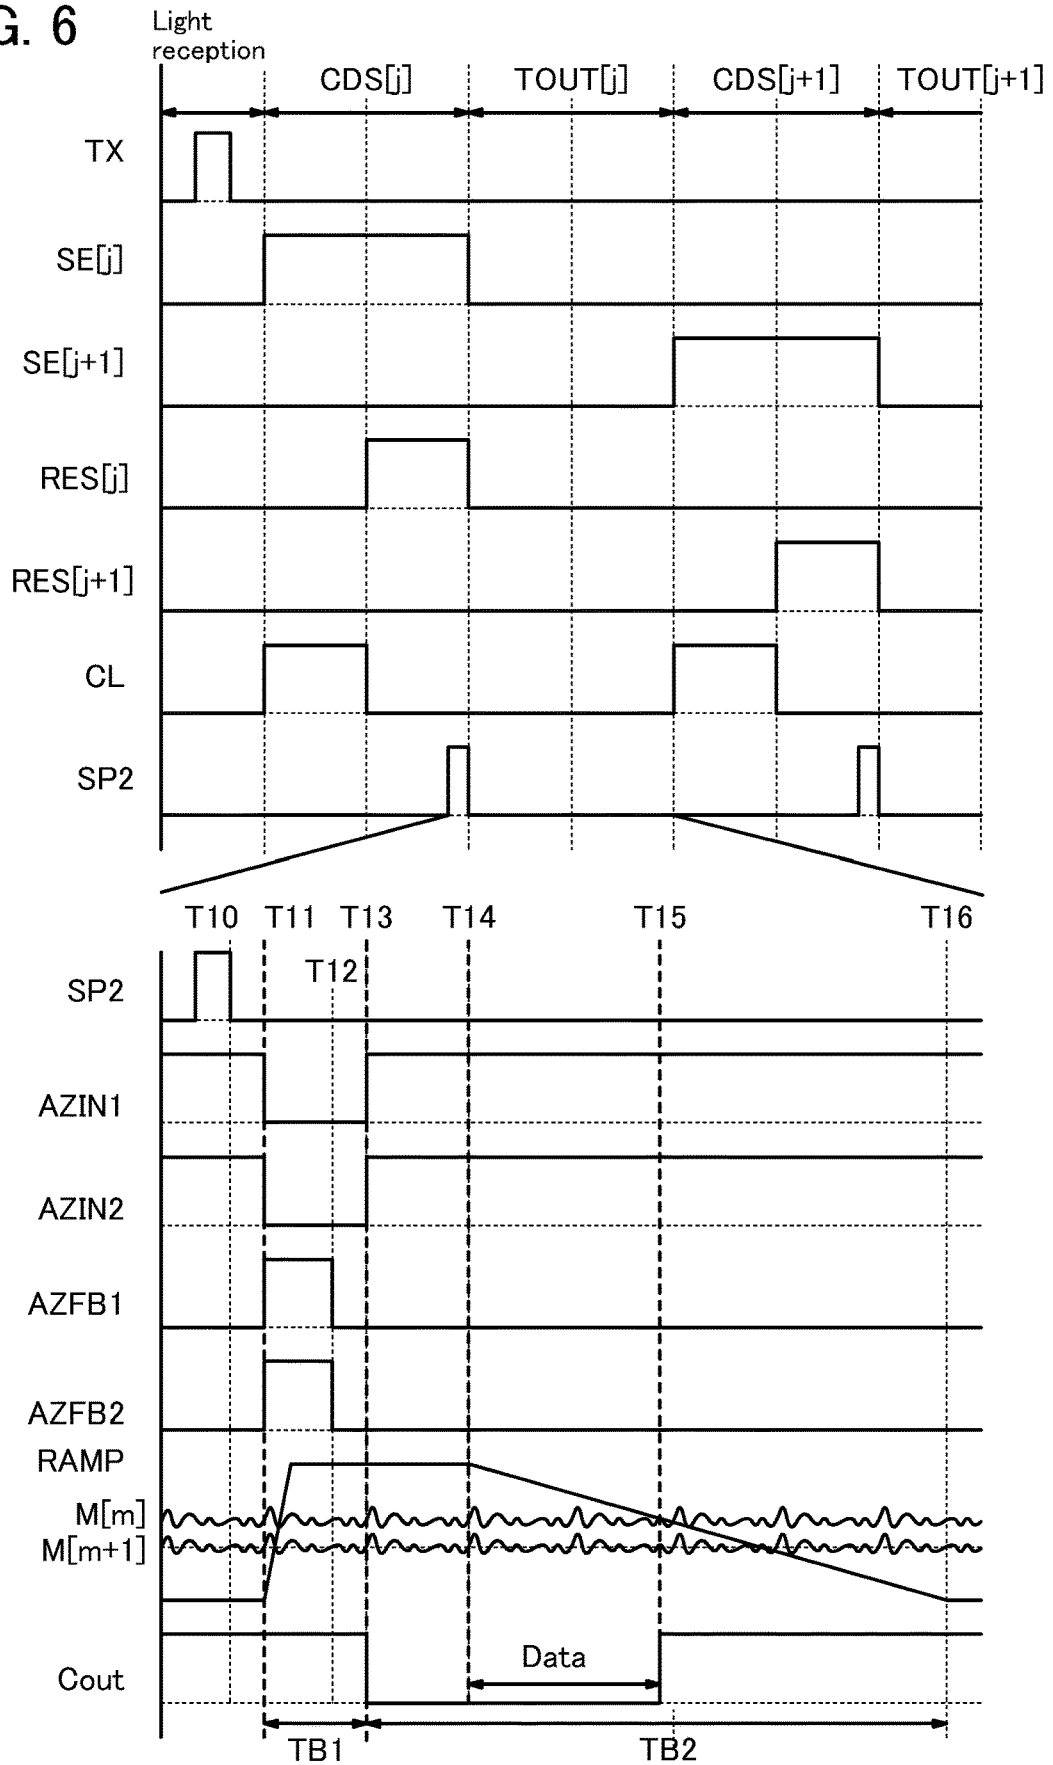 G. 6
Light
reception
CDS[j] TOUT[j] CDS[j+1] TOUT[j+1]
TX
SE[j]
SE[j+1]
RES[j]
RES[j+1]
CL
SP2
T10 T11 T13 T14 T15 T16
T12
SP2
AZIN1
AZIN2
AZFB1
AZFB2
RAMP
M[m]
M[m+1]
Data
Cout
TB1 TB2